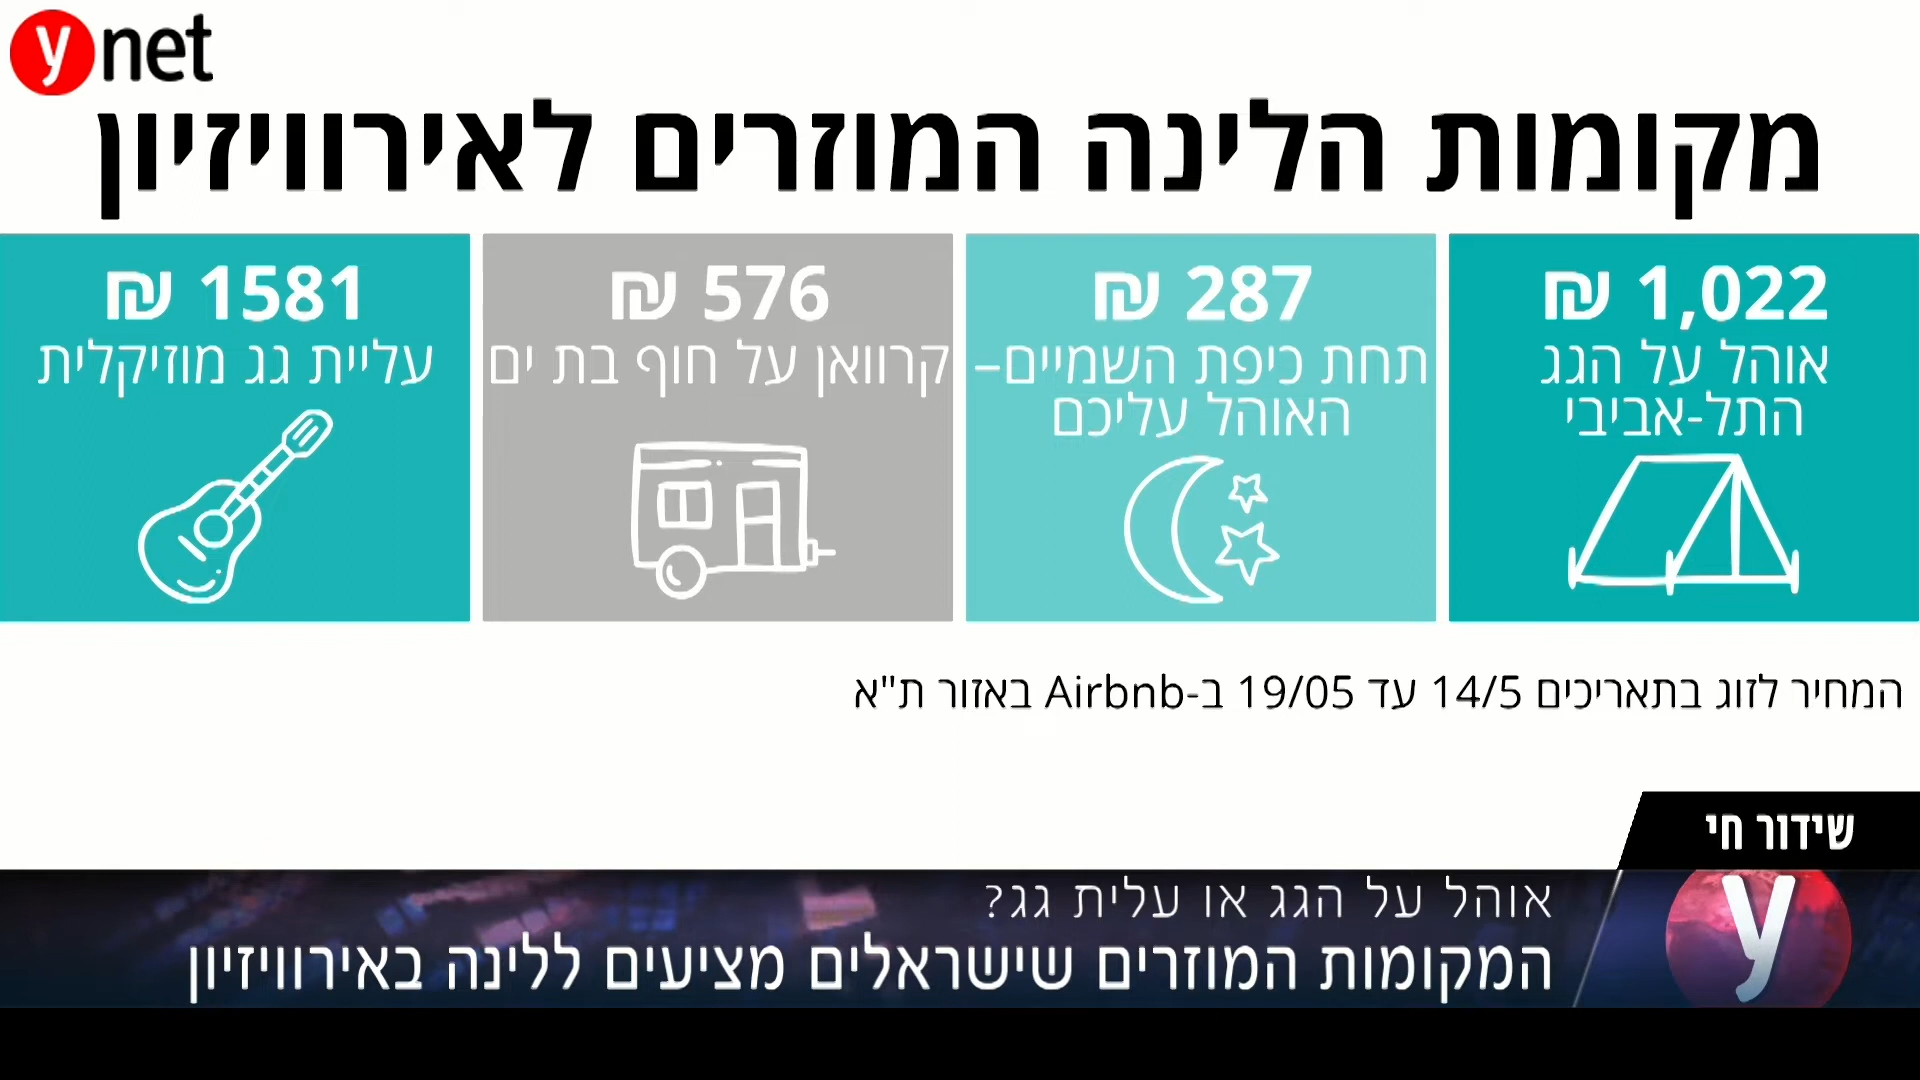 ynet
מקומות הלינה המוזרים לאירוויזיון
1,022 ₪
אוהל על הגג
התל-אביבי
287 ₪
תחת כיפת השמיים–
האוהל עליכם
576 ₪
קרוואן על חוף בת ים
1581 ₪
עליית גג מוזיקלית
המחיר לזוג בתאריכים 14/5 עד 19/05 ב-Airbnb באזור ת"א
שידור חי
y
אוהל על הגג או עלית גג?
המקומות המוזרים שישראלים מציעים ללינה באירוויזיון